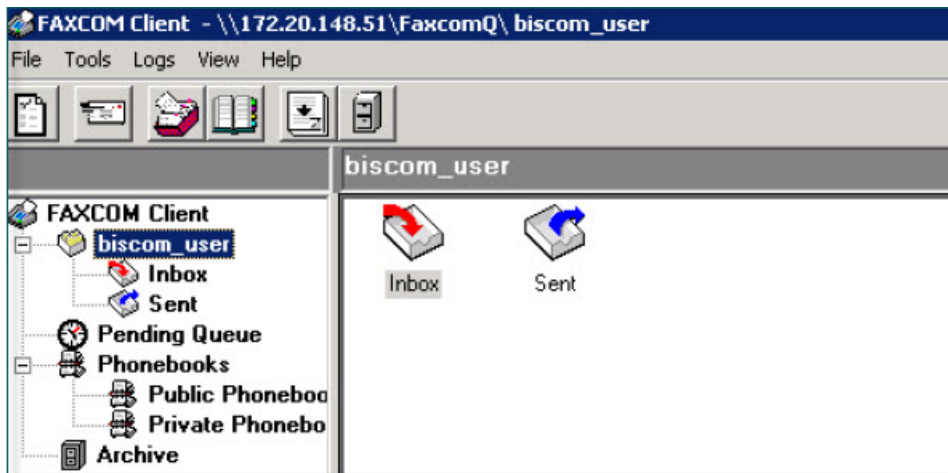 FAXCOM Client - \\172.20.148.51\FaxcomQ\ biscom_user
File Tools Logs View Help
biscom_user
FAXCOM Client
biscom_user
Inbox
Sent
Pending Queue
Phonebooks
Public Phoneboo
Private Phonebo
Archive
Inbox Sent